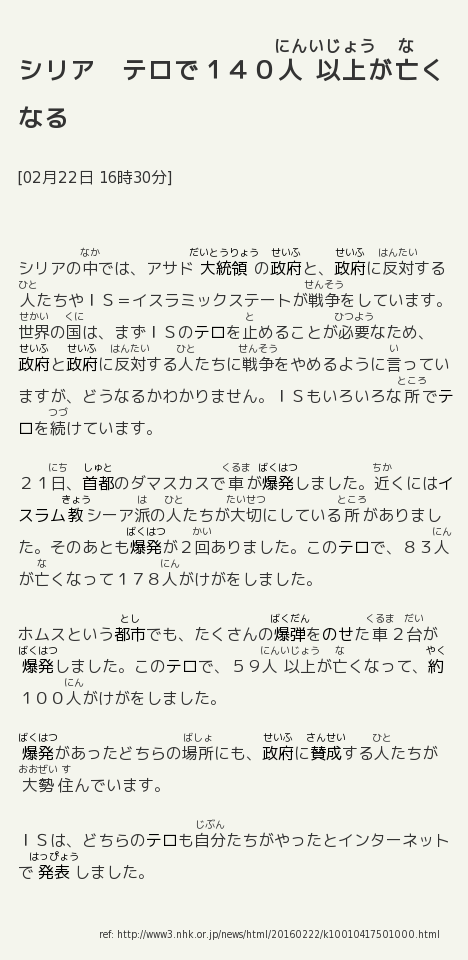 シリア　テロで１４０人以上が亡く
なる
[02月22日 16時30分]
シリアの中では、アサド大統領の政府と、政府に反対する
人たちやＩＳ＝イスラミックステートが戦争をしています。
世界の国は、まずＩＳのテロを止めることが必要なため、
政府と政府に反対する人たちに戦争をやめるように言ってい
ますが、どうなるかわかりません。ＩＳもいろいろな所でテ
ロを続けています。
２１日、首都のダマスカスで車が爆発しました。近くにはイ
スラム教シーア派の人たちが大切にしている所がありまし
た。そのあとも爆発が２回ありました。このテロで、８３人
が亡くなって１７８人がけがをしました。
ホムスという都市でも、たくさんの爆弾をのせた車２台が
爆発しました。このテロで、５９人以上が亡くなって、約
１００人がけがをしました。
爆発があったどちらの場所にも、政府に賛成する人たちが
大勢住んでいます。
ＩＳは、どちらのテロも自分たちがやったとインターネット
で発表しました。
ref: http://www3.nhk.or.jp/news/html/20160222/k10010417501000.html